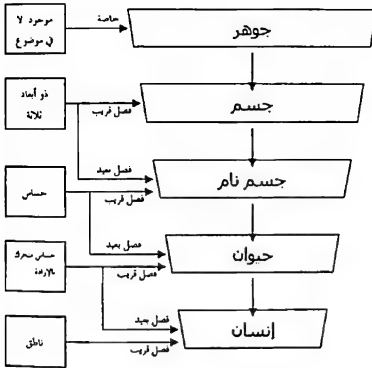 موجود لا
في موضوع
خاصة
جوهر
ذو أبعاد
ثلاثة
فصل قريب
جسم
فصل بعيد
جسم نام
فصل قريب
حساس
فصل بعيد
حيوان
فصل قريب
حساس متحرك
بالإرادة
فصل بعيد
إنسان
فصل قريب
ناطق